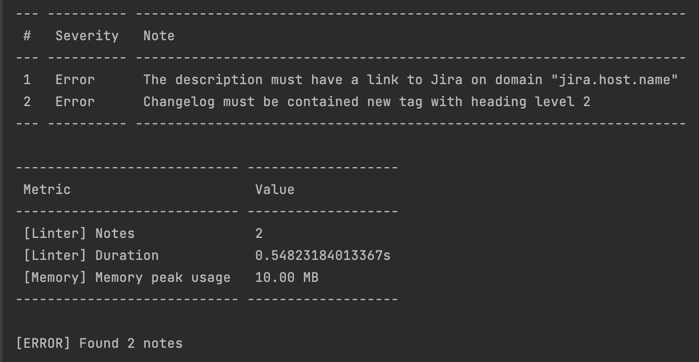 --- ---------- ---------------------------------------------------------------------
#   Severity   Note
--- ---------- ---------------------------------------------------------------------
1   Error      The description must have a link to Jira on domain "jira.host.name"
2   Error      Changelog must be contained new tag with heading level 2
--- ---------- ---------------------------------------------------------------------
---------------------------- -------------------
Metric                       Value
---------------------------- -------------------
[Linter] Notes               2
[Linter] Duration            0.54823184013367s
[Memory] Memory peak usage   10.00 MB
---------------------------- -------------------
[ERROR] Found 2 notes